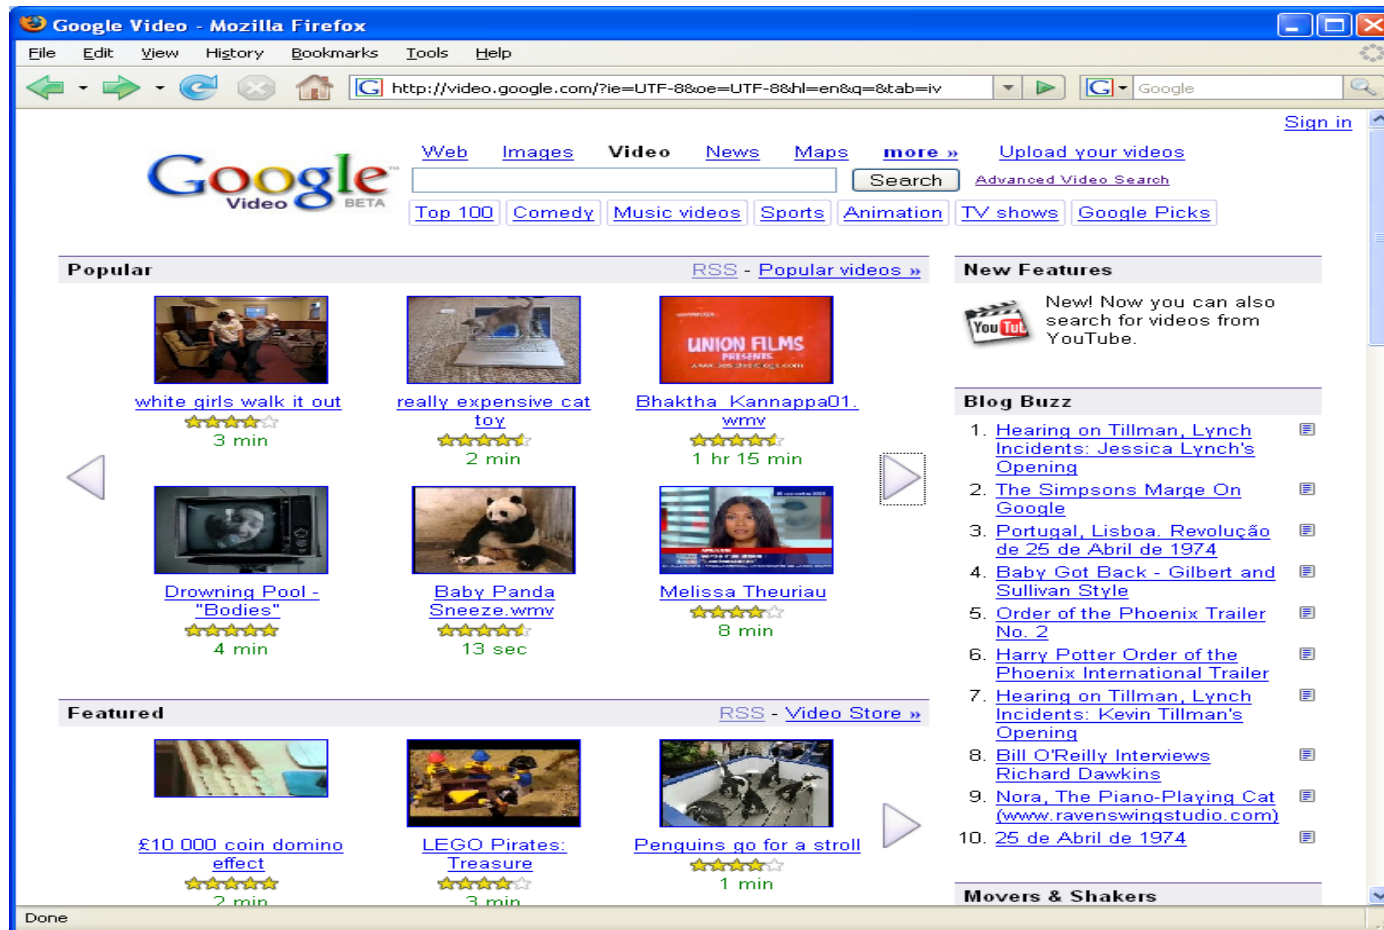 Google Video - Mozilla Firefox
File Edit View History Bookmarks Tools Help
http://video.google.com/?ie=UTF-8&oe=UTF-8&hl=en&q=&tab=iv
Google
Sign in
Web Images Video News Maps more » Upload your videos
Google™
Video BETA
Search Advanced Video Search
Top 100 Comedy Music videos Sports Animation TV shows Google Picks
Popular RSS - Popular videos »
UNION FILMS
PRESENTS
white girls walk it out
3 min
really expensive cat
toy
2 min
Bhaktha_Kannappa01.
wmv
1 hr 15 min
Drowning Pool -
"Bodies"
4 min
Baby Panda
Sneeze.wmv
13 sec
Melissa Theuriau
8 min
Featured RSS - Video Store »
£10 000 coin domino
effect
2 min
LEGO Pirates:
Treasure
3 min
Penguins go for a stroll
1 min
New Features
You Tub
New! Now you can also
search for videos from
YouTube.
Blog Buzz
1. Hearing on Tillman, Lynch
Incidents: Jessica Lynch's
Opening
2. The Simpsons Marge On
Google
3. Portugal, Lisboa. Revolução
de 25 de Abril de 1974
4. Baby Got Back - Gilbert and
Sullivan Style
5. Order of the Phoenix Trailer
No. 2
6. Harry Potter Order of the
Phoenix International Trailer
7. Hearing on Tillman, Lynch
Incidents: Kevin Tillman's
Opening
8. Bill O'Reilly Interviews
Richard Dawkins
9. Nora, The Piano-Playing Cat
(www.ravenswingstudio.com)
10. 25 de Abril de 1974
Movers & Shakers
Done